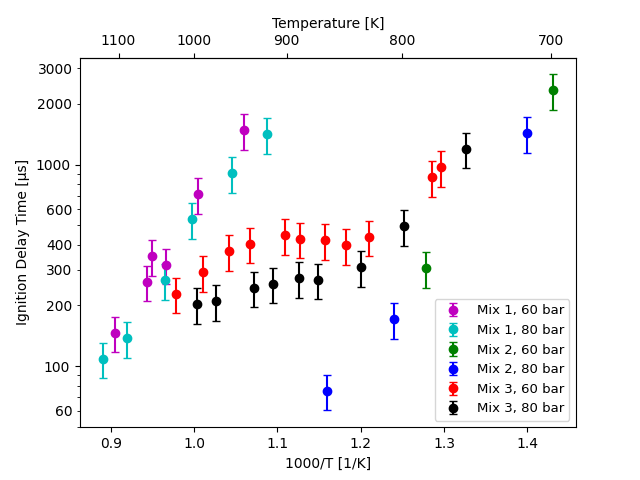 Temperature [K]
1100 1000 900 800 700
Ignition Delay Time [µs]
3000
2000
1000
600
400
300
200
100
60
Mix 1, 60 bar
Mix 1, 80 bar
Mix 2, 60 bar
Mix 2, 80 bar
Mix 3, 60 bar
Mix 3, 80 bar
0.9 1.0 1.1 1.2 1.3 1.4
1000/T [1/K]